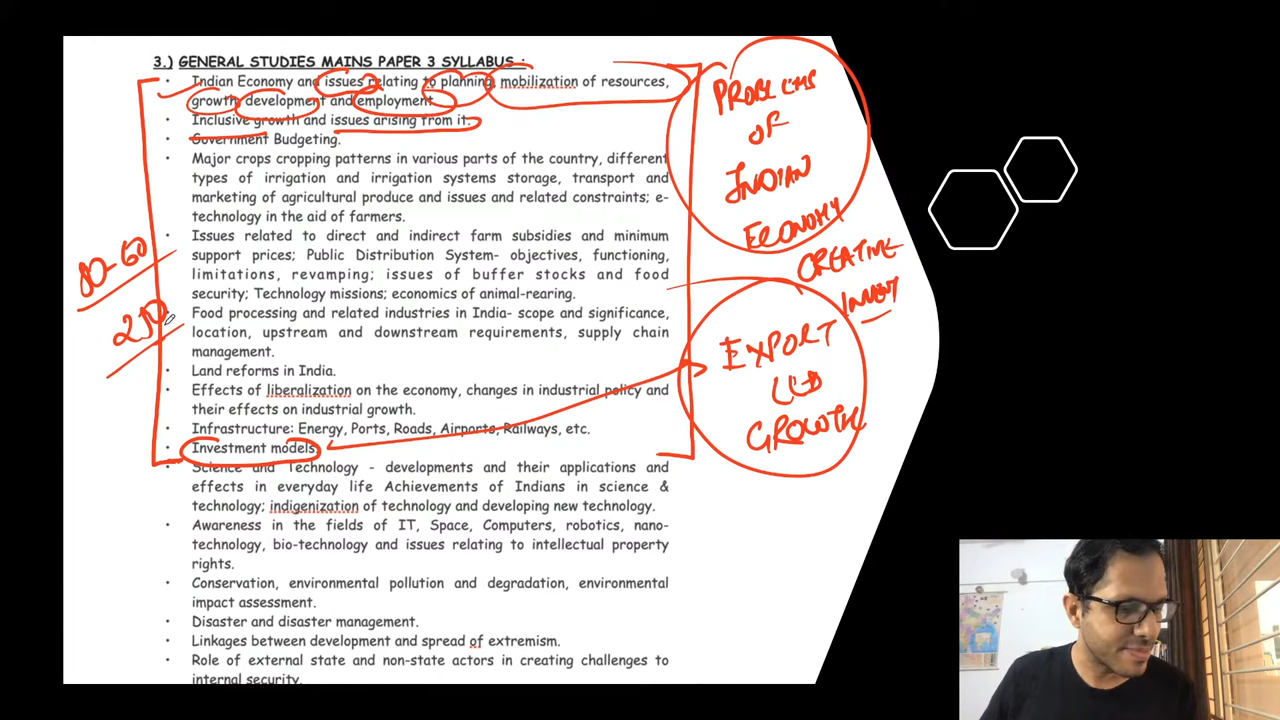 3.) GENERAL STUDIES MAINS PAPER 3 SYLLABUS :
• Indian Economy and issues relating to planning, mobilization of resources,
growth, development and employment.
• Inclusive growth and issues arising from it.
• Government Budgeting.
• Major crops cropping patterns in various parts of the country, different
types of irrigation and irrigation systems storage, transport and
marketing of agricultural produce and issues and related constraints; e-
technology in the aid of farmers.
• Issues related to direct and indirect farm subsidies and minimum
support prices; Public Distribution System- objectives, functioning,
limitations, revamping; issues of buffer stocks and food
security; Technology missions; economics of animal-rearing.
• Food processing and related industries in India- scope and significance,
location, upstream and downstream requirements, supply chain
management.
• Land reforms in India.
• Effects of liberalization on the economy, changes in industrial policy and
their effects on industrial growth.
• Infrastructure: Energy, Ports, Roads, Airports, Railways, etc.
• Investment models.
• Science and Technology - developments and their applications and
effects in everyday life Achievements of Indians in science &
technology; indigenization of technology and developing new technology.
• Awareness in the fields of IT, Space, Computers, robotics, nano-
technology, bio-technology and issues relating to intellectual property
rights.
• Conservation, environmental pollution and degradation, environmental
impact assessment.
• Disaster and disaster management.
• Linkages between development and spread of extremism.
• Role of external state and non-state actors in creating challenges to
internal security.
80-60
250
PROBLEMS
OF
INDIAN
ECONOMY
CREATIVE
EXPORT
LED
GROWTH